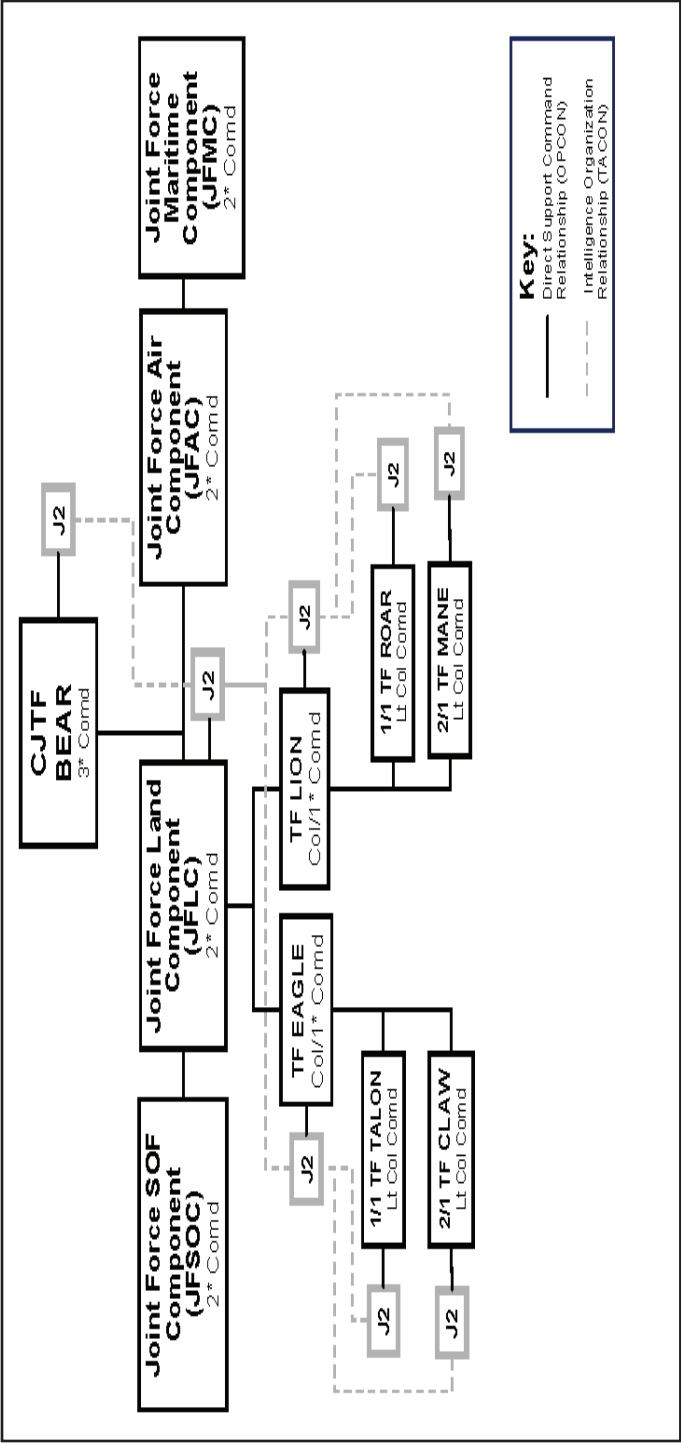 CJTF
BEAR
3* Comd
J2
Joint Force SOF
Component
(JFSOC)
2* Comd
Joint Force Land
Component
(JFLC)
2* Comd
J2
Joint Force Air
Component
(JFAC)
2* Comd
Joint Force
Maritime
Component
(JFMC)
2* Comd
J2
TF EAGLE
Col/1* Comd
TF LION
Col/1* Comd
J2
J2
1/1 TF TALON
Lt Col Comd
1/1 TF ROAR
Lt Col Comd
J2
J2
2/1 TF CLAW
Lt Col Comd
2/1 TF MANE
Lt Col Comd
J2
Key:
Direct Support Command
Relationship (OPCON)
Intelligence Organization
Relationship (TACON)